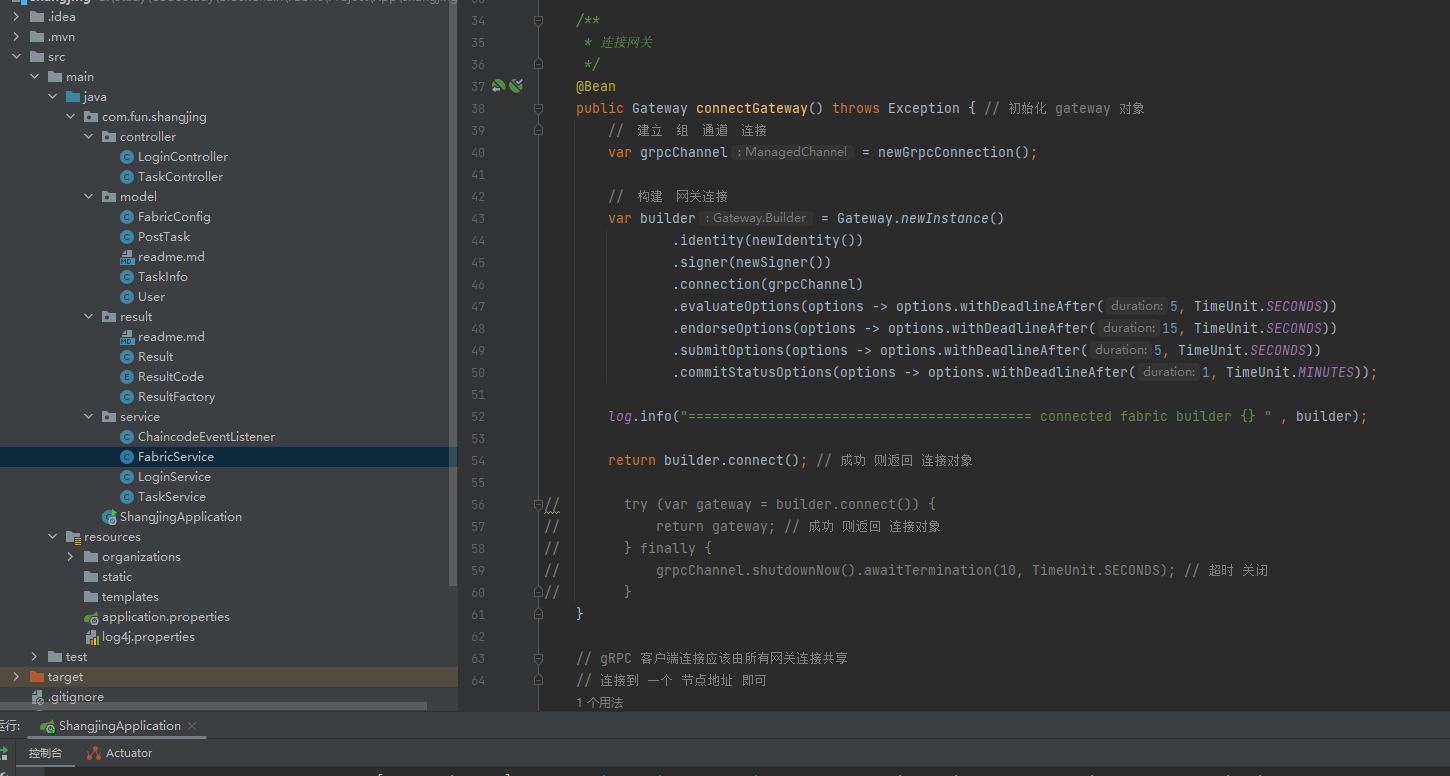 shangjing
.idea
.mvn
src
main
java
com.fun.shangjing
controller
LoginController
TaskController
model
FabricConfig
PostTask
readme.md
TaskInfo
User
result
readme.md
Result
ResultCode
ResultFactory
service
ChaincodeEventListener
FabricService
LoginService
TaskService
ShangjingApplication
resources
organizations
static
templates
application.properties
log4j.properties
test
target
.gitignore
34 /**
35 * 连接网关
36 */
37 @Bean
38 public Gateway connectGateway() throws Exception { // 初始化 gateway 对象
39 // 建立 组 通道 连接
40 var grpcChannel : ManagedChannel = newGrpcConnection();
41
42 // 构建 网关连接
43 var builder : Gateway.Builder = Gateway.newInstance()
44 .identity(newIdentity())
45 .signer(newSigner())
46 .connection(grpcChannel)
47 .evaluateOptions(options -> options.withDeadlineAfter( duration: 5, TimeUnit.SECONDS))
48 .endorseOptions(options -> options.withDeadlineAfter( duration: 15, TimeUnit.SECONDS))
49 .submitOptions(options -> options.withDeadlineAfter( duration: 5, TimeUnit.SECONDS))
50 .commitStatusOptions(options -> options.withDeadlineAfter( duration: 1, TimeUnit.MINUTES));
51
52 log.info("=========================================== connected fabric builder {} " , builder);
53
54 return builder.connect(); // 成功 则返回 连接对象
55
56 // try (var gateway = builder.connect()) {
57 // return gateway; // 成功 则返回 连接对象
58 // } finally {
59 // grpcChannel.shutdownNow().awaitTermination(10, TimeUnit.SECONDS); // 超时 关闭
60 // }
61 }
62
63 // gRPC 客户端连接应该由所有网关连接共享
64 // 连接到 一个 节点地址 即可
1 个用法
运行: ShangjingApplication ×
控制台 Actuator